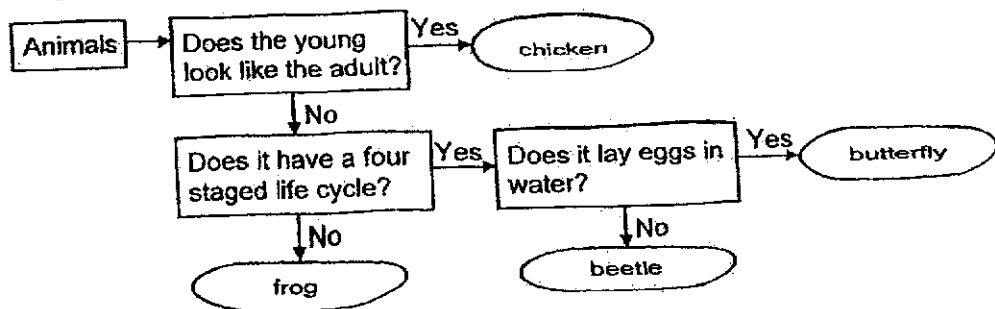 Animals
Does the young
look like the adult?
Yes
chicken
No
Does it have a four
staged life cycle?
Yes
Does it lay eggs in
water?
Yes
butterfly
No
frog
No
beetle